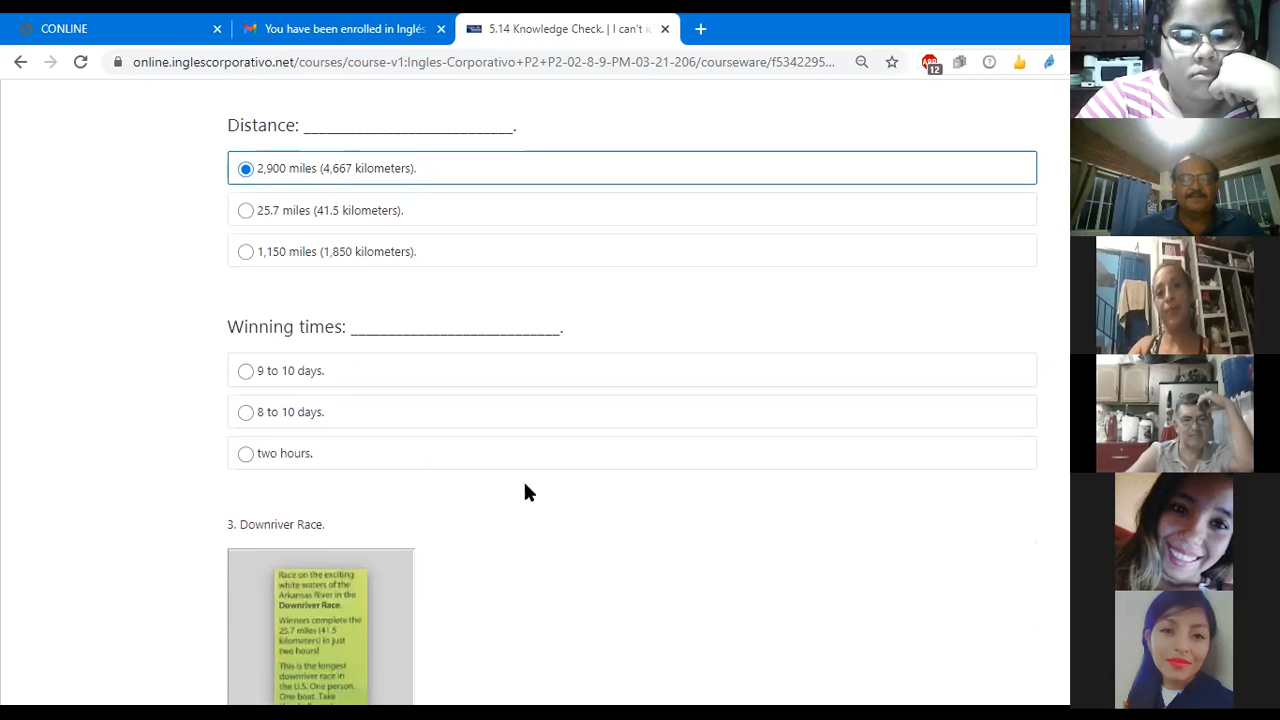 CONLINE
You have been enrolled in Inglés
5.14 Knowledge Check. | I can't i
online.inglescorporativo.net/courses/course-v1:Ingles-Corporativo+P2+P2-02-8-9-PM-03-21-206/courseware/f5342295...
12
Distance: ___________________________.
2,900 miles (4,667 kilometers).
25.7 miles (41.5 kilometers).
1,150 miles (1,850 kilometers).
Winning times: ___________________________.
9 to 10 days.
8 to 10 days.
two hours.
3. Downriver Race.
Race on the exciting
white waters of the
Arkansas River in the
Downriver Race.
Winners complete the
25.7 miles (41.5
kilometers) in just
two hours!
This is the longest
downriver race in
the U.S. One person.
One boat. Take